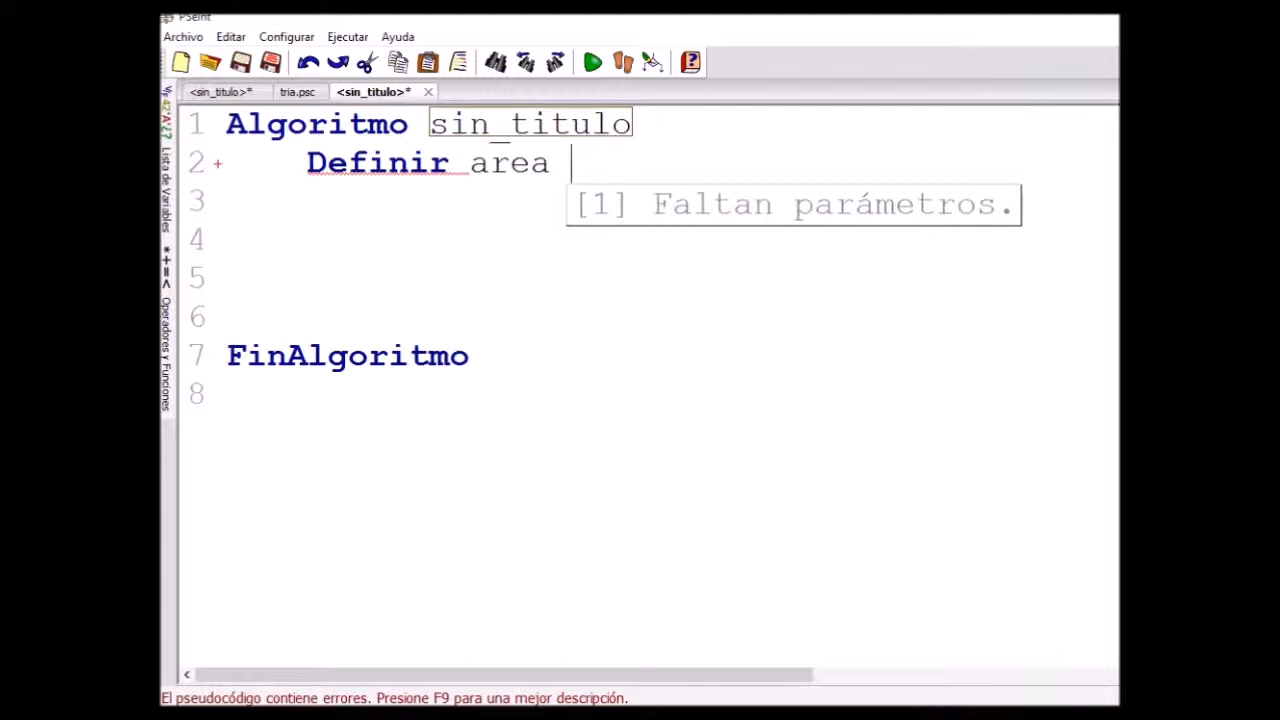 PSeInt
Archivo Editar Configurar Ejecutar Ayuda
<sin_titulo>* tria.psc <sin_titulo>*
Lista de Variables
*+=< Operadores y Funciones
1 Algoritmo sin_titulo
2 + Definir area
[1] Faltan parámetros.
3
4
5
6
7 FinAlgoritmo
8
El pseudocódigo contiene errores. Presione F9 para una mejor descripción.